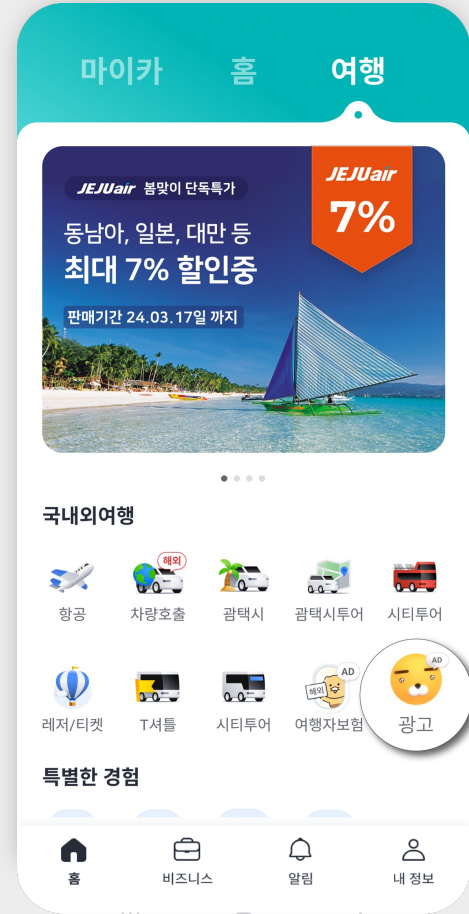 마이카 홈 여행
JEJUair 봄맞이 단독특가
JEJUair
7%
동남아, 일본, 대만 등
최대 7% 할인중
판매기간 24.03.17일 까지
국내외여행
해외
항공 차량호출 괌택시 괌택시투어 시티투어
해외 AD AD
레저/티켓 T셔틀 시티투어 여행자보험 광고
특별한 경험
홈 비즈니스 알림 내 정보